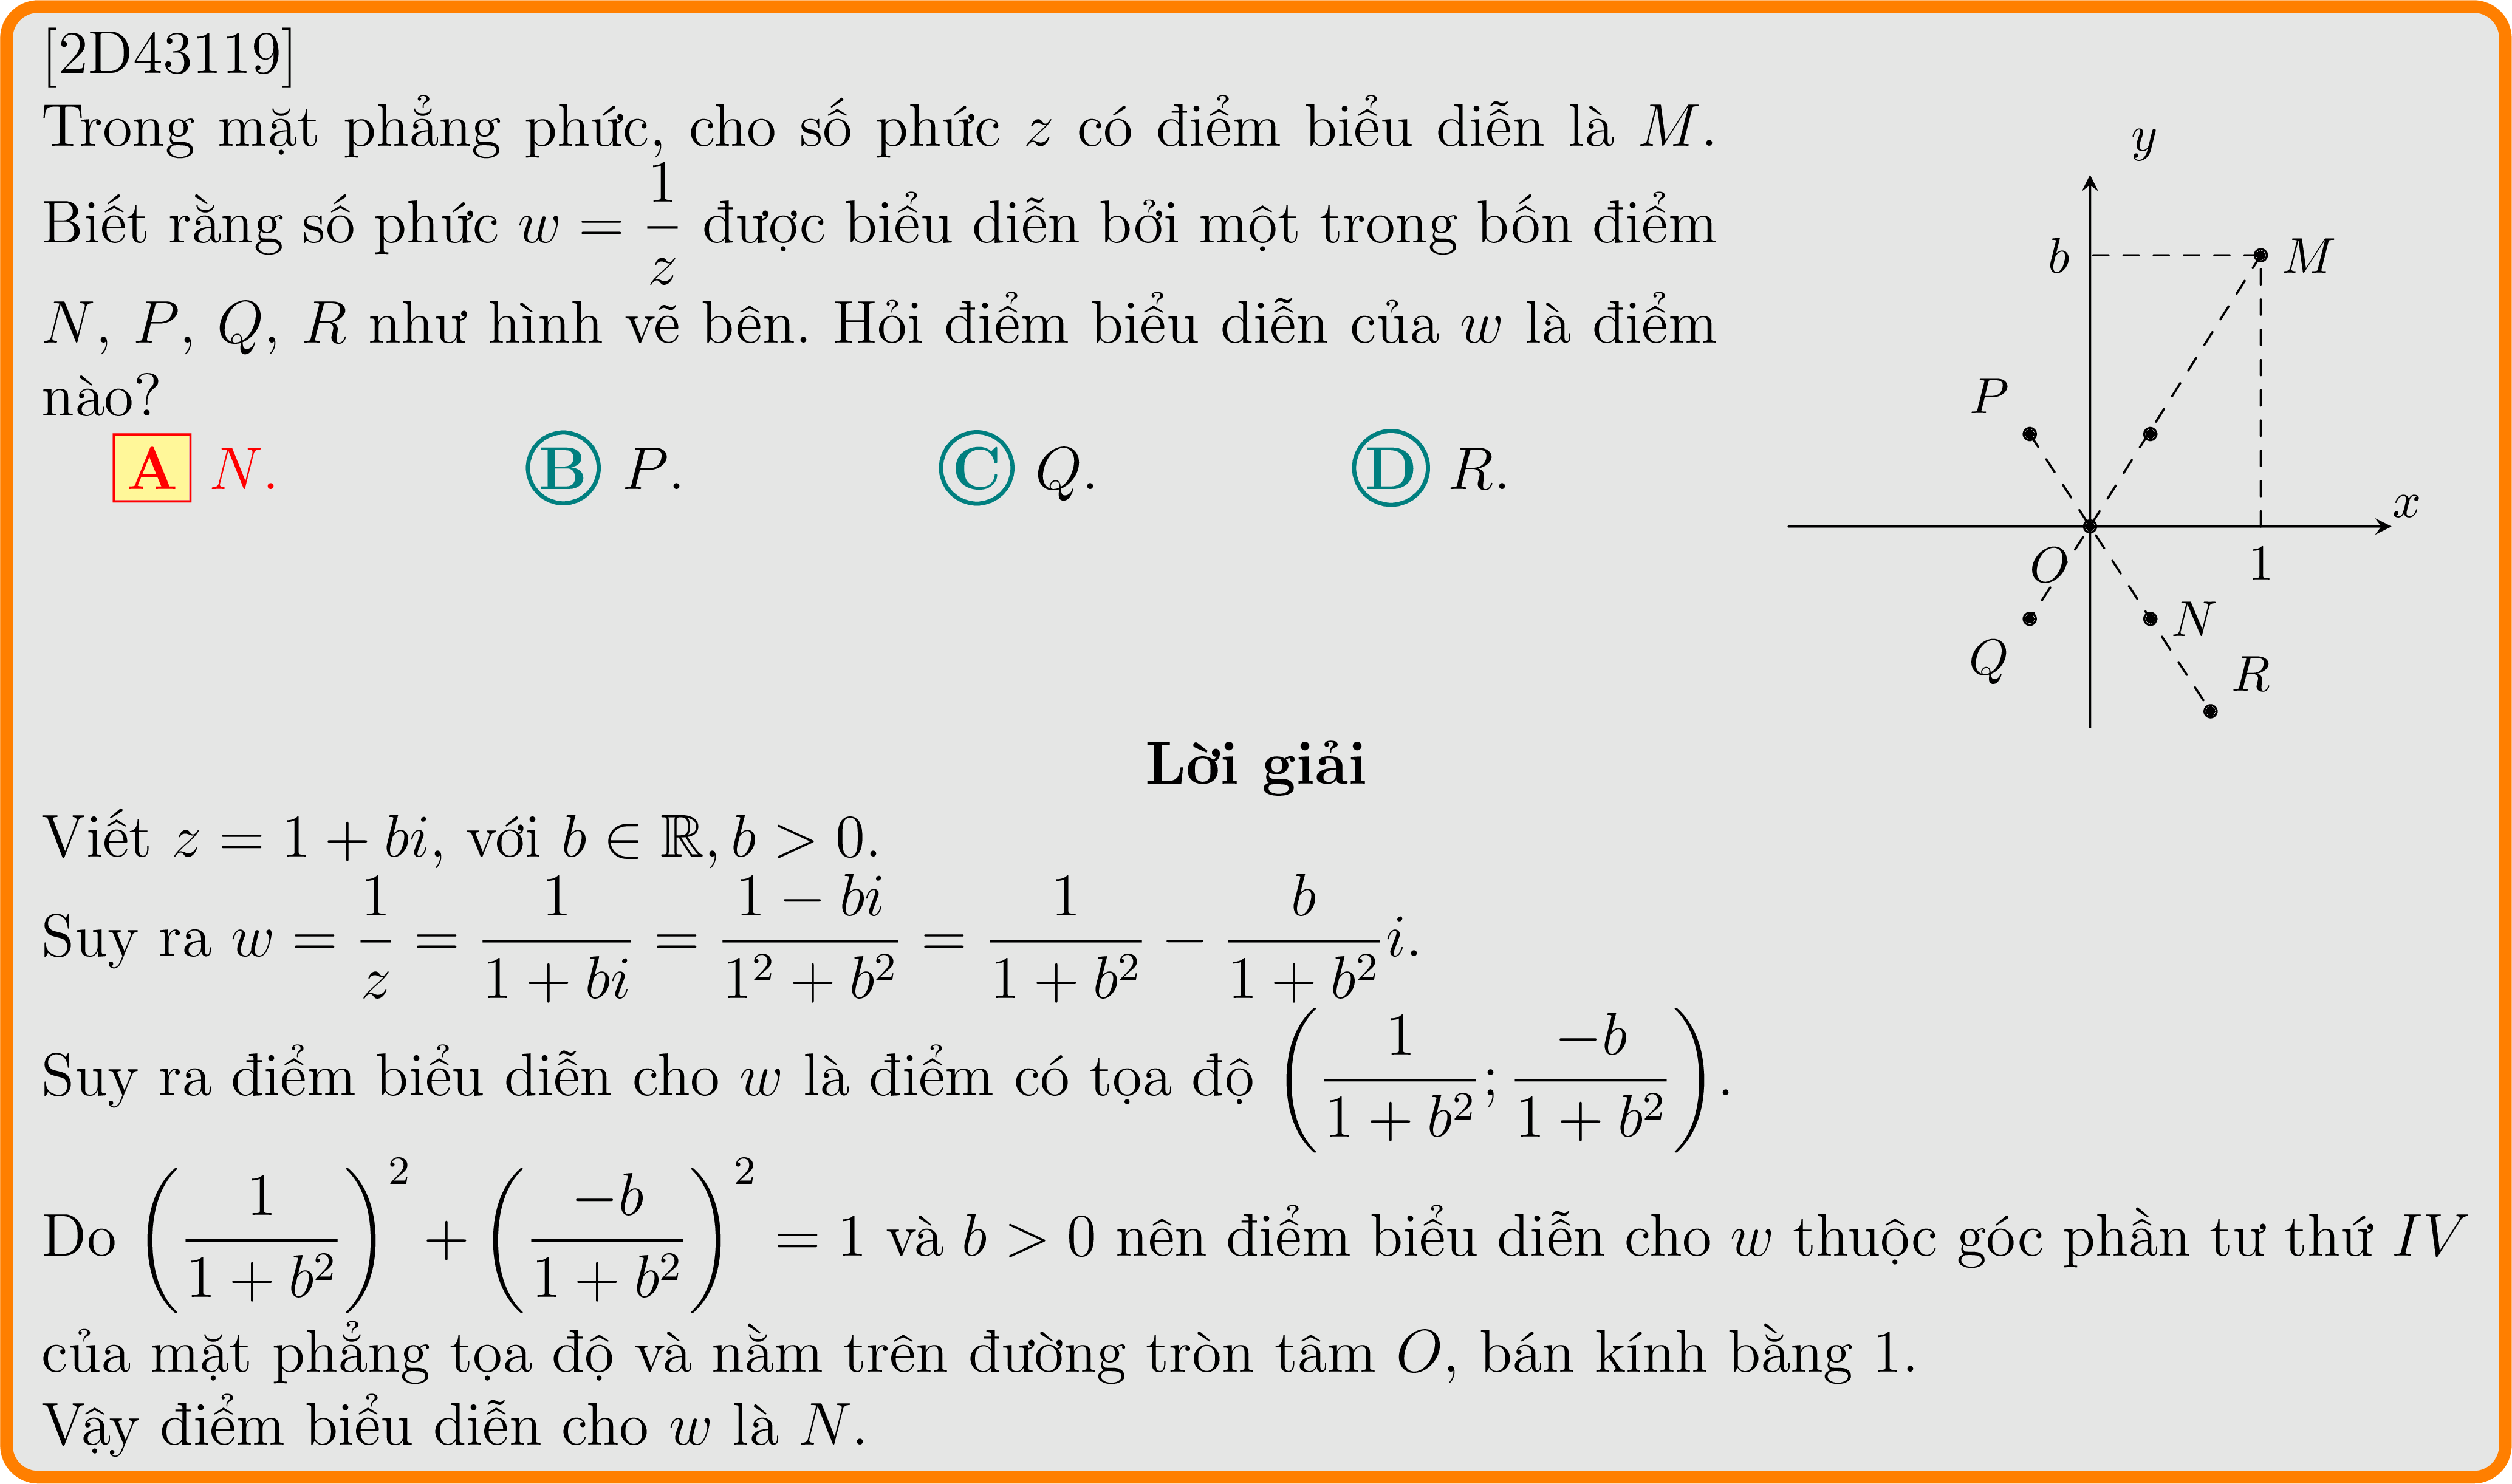 [2D43119]
Trong mặt phẳng phức, cho số phức z có điểm biểu diễn là M.
Biết rằng số phức w = \frac{1}{z} được biểu diễn bởi một trong bốn điểm
N, P, Q, R như hình vẽ bên. Hỏi điểm biểu diễn của w là điểm
nào?
A N. B P. C Q. D R.
y
b M
P
x
O 1
N
Q
R
Lời giải
Viết z = 1 + bi, với b ∈ ℝ, b > 0.
Suy ra w = \frac{1}{z} = \frac{1}{1 + bi} = \frac{1 − bi}{1^2 + b^2} = \frac{1}{1 + b^2} − \frac{b}{1 + b^2}i.
Suy ra điểm biểu diễn cho w là điểm có tọa độ \left(\frac{1}{1 + b^2}; \frac{−b}{1 + b^2}\right).
Do \left(\frac{1}{1 + b^2}\right)^2 + \left(\frac{−b}{1 + b^2}\right)^2 = 1 và b > 0 nên điểm biểu diễn cho w thuộc góc phần tư thứ IV
của mặt phẳng tọa độ và nằm trên đường tròn tâm O, bán kính bằng 1.
Vậy điểm biểu diễn cho w là N.